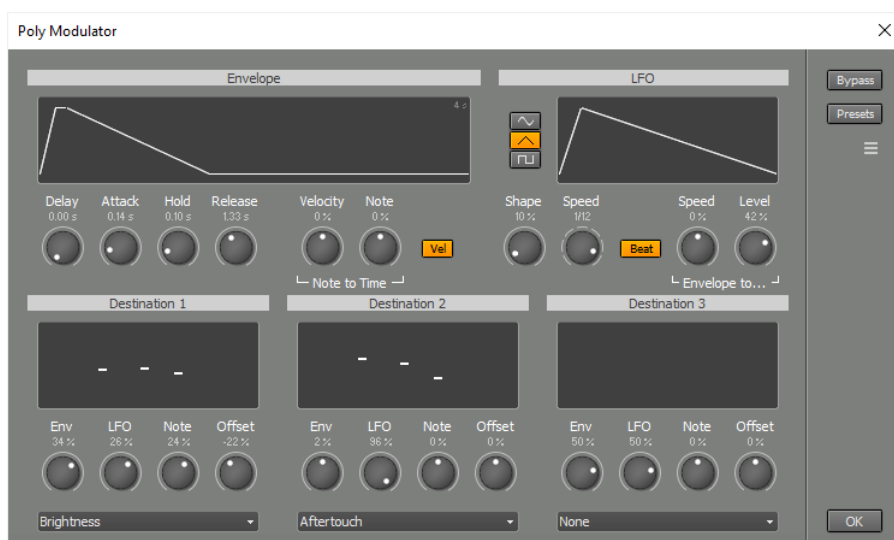 Poly Modulator
Envelope
LFO
Bypass
4 s
Presets
Delay Attack Hold Release Velocity Note Shape Speed Speed Level
0.00 s 0.14 s 0.10 s 1.33 s 0 % 0 % 10 % 1/12 0 % 42 %
Vel
Beat
Note to Time
Envelope to...
Destination 1
Destination 2
Destination 3
Env LFO Note Offset Env LFO Note Offset Env LFO Note Offset
34 % 26 % 24 % -22 % 2 % 96 % 0 % 0 % 50 % 50 % 0 % 0 %
Brightness
Aftertouch
None
OK